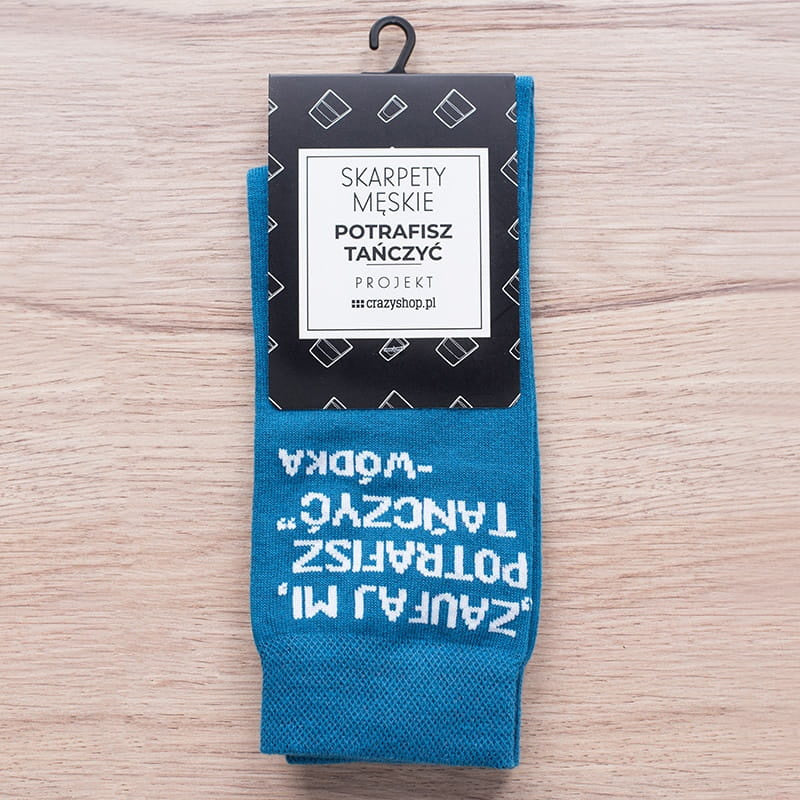 SKARPETY
MĘSKIE
POTRAFISZ
TAŃCZYĆ
PROJEKT
crazyshop.pl
„ZAUFAJ MI,
POTRAFISZ
TAŃCZYĆ”
-WÓDKA